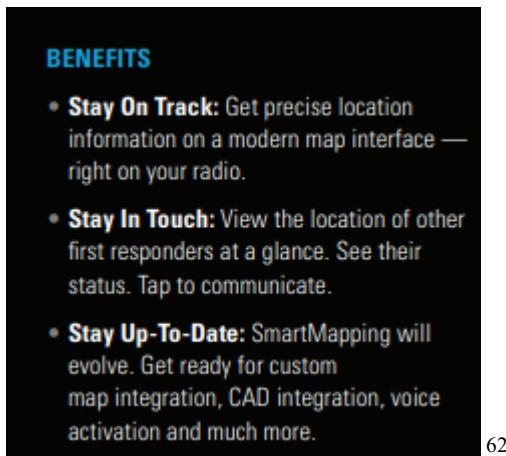 BENEFITS
• Stay On Track: Get precise location
information on a modern map interface —
right on your radio.
• Stay In Touch: View the location of other
first responders at a glance. See their
status. Tap to communicate.
• Stay Up-To-Date: SmartMapping will
evolve. Get ready for custom
map integration, CAD integration, voice
activation and much more.
62